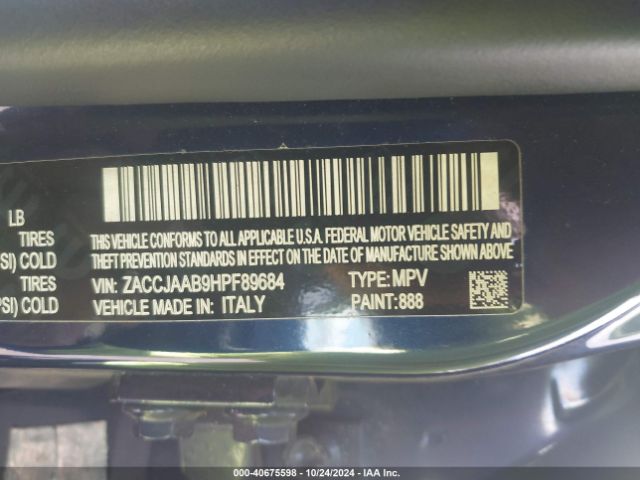 LB
TIRES
SI) COLD
TIRES
PSI) COLD
THIS VEHICLE CONFORMS TO ALL APPLICABLE U.S.A. FEDERAL MOTOR VEHICLE SAFETY AND
THEFT PREVENTION STANDARDS IN EFFECT ON THE DATE OF MANUFACTURE SHOWN ABOVE
VIN: ZACCJAAB9HPF89684 TYPE: MPV
VEHICLE MADE IN: ITALY PAINT: 888
000-40675598 - 10/24/2024 - IAA Inc.